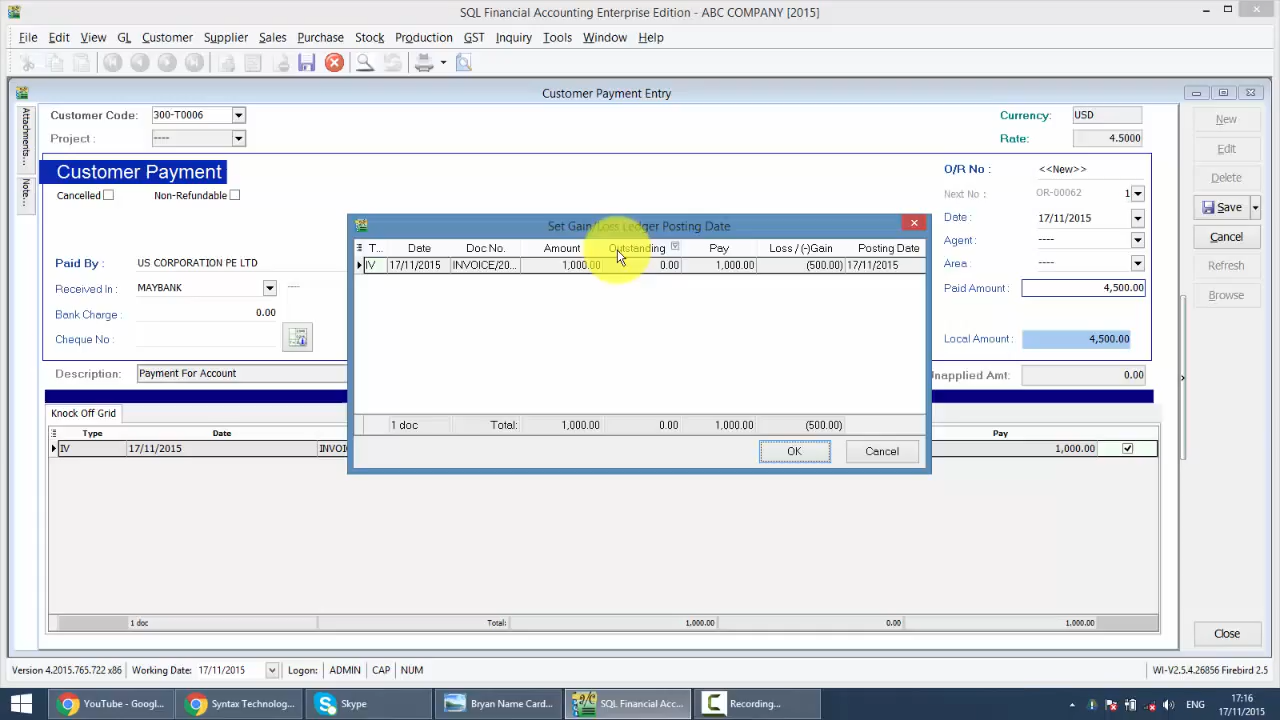 SQL Financial Accounting Enterprise Edition - ABC COMPANY [2015]
File Edit View GL Customer Supplier Sales Purchase Stock Production GST Inquiry Tools Window Help
Customer Payment Entry
Attachments...
Note...
Customer Code: 300-T0006
Project : ----
Currency: USD
Rate: 4.5000
Customer Payment
Cancelled
Non-Refundable
O/R No : <<New>>
Next No : OR-00062 1
Date : 17/11/2015
Agent : ----
Area : ----
Paid Amount : 4,500.00
Local Amount : 4,500.00
Unapplied Amt: 0.00
Paid By : US CORPORATION PE LTD
Received In : MAYBANK ----
Bank Charge : 0.00
Cheque No :
Description: Payment For Account
New
Edit
Delete
Save
Cancel
Refresh
Browse
Close
Set Gain/Loss Ledger Posting Date
T... Date Doc No. Amount Outstanding Pay Loss / (-)Gain Posting Date
IV 17/11/2015 INVOICE/20... 1,000.00 0.00 1,000.00 (500.00) 17/11/2015
1 doc Total: 1,000.00 0.00 1,000.00 (500.00)
OK Cancel
Knock Off Grid
Type Date Pay
IV 17/11/2015 1,000.00
1 doc Total: 1,000.00 0.00 1,000.00
Version 4.2015.765.722 x86 Working Date: 17/11/2015 Logon: ADMIN CAP NUM WI-V2.5.4.26856 Firebird 2.5
YouTube - Googl... Syntax Technolog... Skype Bryan Name Card... SQL Financial Acc... Recording... ENG
17:16
17/11/2015